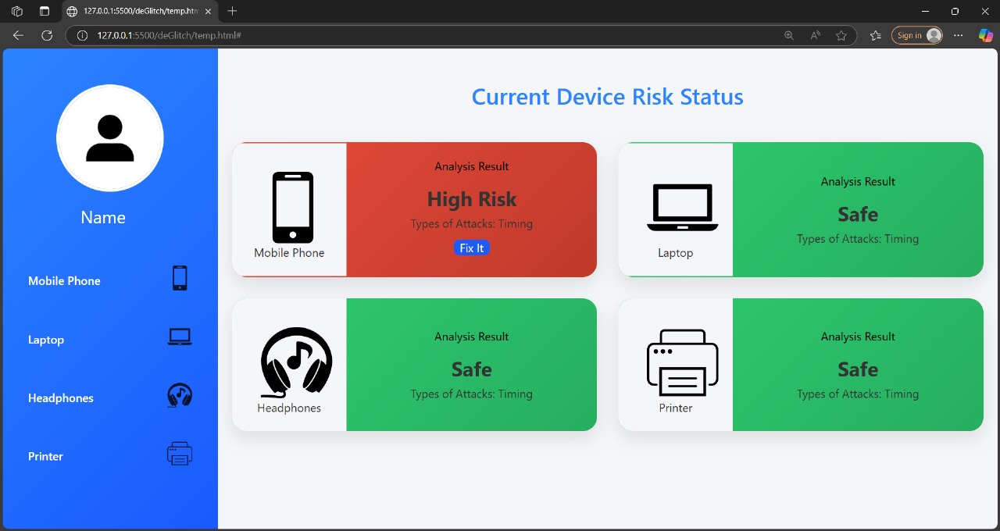 127.0.0.1:5500/deGlitch/temp.htm
127.0.0.1:5500/deGlitch/temp.html#
Sign in
Name
Mobile Phone
Laptop
Headphones
Printer
Current Device Risk Status
Mobile Phone
Analysis Result
High Risk
Types of Attacks: Timing
Fix It
Laptop
Analysis Result
Safe
Types of Attacks: Timing
Headphones
Analysis Result
Safe
Types of Attacks: Timing
Printer
Analysis Result
Safe
Types of Attacks: Timing